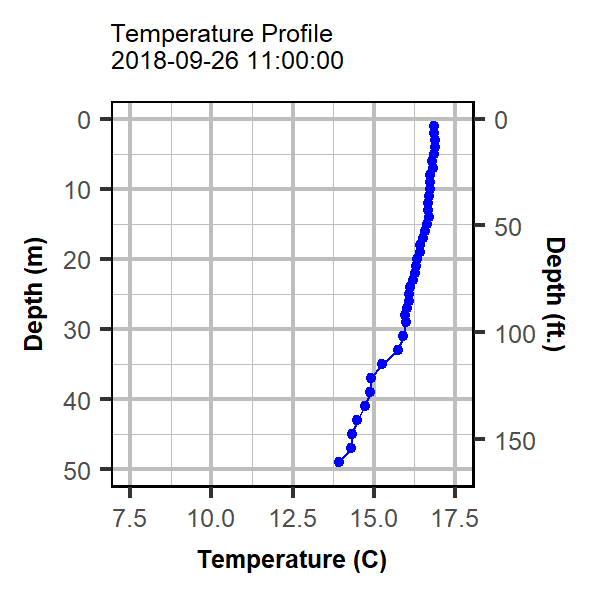 Temperature Profile
2018-09-26 11:00:00
0
10
20
30
40
50
Depth (m)
0
50
100
150
Depth (ft.)
7.5 10.0 12.5 15.0 17.5
Temperature (C)